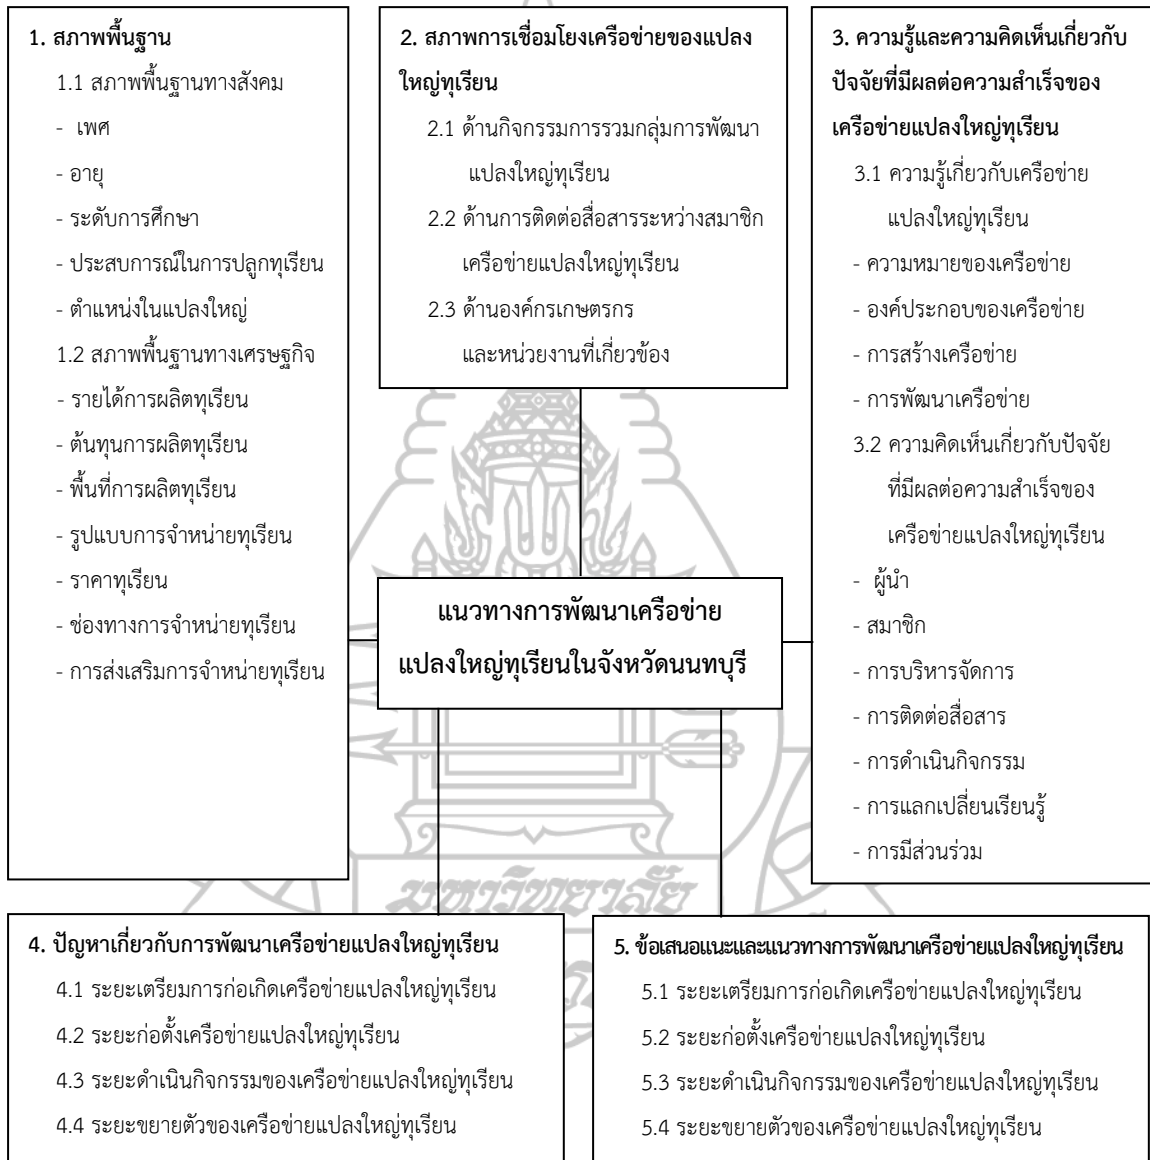 1. สภาพพื้นฐาน
1.1 สภาพพื้นฐานทางสังคม
- เพศ
- อายุ
- ระดับการศึกษา
- ประสบการณ์ในการปลูกทุเรียน
- ตำแหน่งในแปลงใหญ่
1.2 สภาพพื้นฐานทางเศรษฐกิจ
- รายได้การผลิตทุเรียน
- ต้นทุนการผลิตทุเรียน
- พื้นที่การผลิตทุเรียน
- รูปแบบการจำหน่ายทุเรียน
- ราคาทุเรียน
- ช่องทางการจำหน่ายทุเรียน
- การส่งเสริมการจำหน่ายทุเรียน
2. สภาพการเชื่อมโยงเครือข่ายของแปลง
ใหญ่ทุเรียน
2.1 ด้านกิจกรรมการรวมกลุ่มการพัฒนา
แปลงใหญ่ทุเรียน
2.2 ด้านการติดต่อสื่อสารระหว่างสมาชิก
เครือข่ายแปลงใหญ่ทุเรียน
2.3 ด้านองค์กรเกษตรกร
และหน่วยงานที่เกี่ยวข้อง
3. ความรู้และความคิดเห็นเกี่ยวกับ
ปัจจัยที่มีผลต่อความสำเร็จของ
เครือข่ายแปลงใหญ่ทุเรียน
3.1 ความรู้เกี่ยวกับเครือข่าย
แปลงใหญ่ทุเรียน
- ความหมายของเครือข่าย
- องค์ประกอบของเครือข่าย
- การสร้างเครือข่าย
- การพัฒนาเครือข่าย
3.2 ความคิดเห็นเกี่ยวกับปัจจัย
ที่มีผลต่อความสำเร็จของ
เครือข่ายแปลงใหญ่ทุเรียน
- ผู้นำ
- สมาชิก
- การบริหารจัดการ
- การติดต่อสื่อสาร
- การดำเนินกิจกรรม
- การแลกเปลี่ยนเรียนรู้
- การมีส่วนร่วม
แนวทางการพัฒนาเครือข่าย
แปลงใหญ่ทุเรียนในจังหวัดนนทบุรี
มหาวิทยาลัย
4. ปัญหาเกี่ยวกับการพัฒนาเครือข่ายแปลงใหญ่ทุเรียน
4.1 ระยะเตรียมการก่อเกิดเครือข่ายแปลงใหญ่ทุเรียน
4.2 ระยะก่อตั้งเครือข่ายแปลงใหญ่ทุเรียน
4.3 ระยะดำเนินกิจกรรมของเครือข่ายแปลงใหญ่ทุเรียน
4.4 ระยะขยายตัวของเครือข่ายแปลงใหญ่ทุเรียน
5. ข้อเสนอแนะและแนวทางการพัฒนาเครือข่ายแปลงใหญ่ทุเรียน
5.1 ระยะเตรียมการก่อเกิดเครือข่ายแปลงใหญ่ทุเรียน
5.2 ระยะก่อตั้งเครือข่ายแปลงใหญ่ทุเรียน
5.3 ระยะดำเนินกิจกรรมของเครือข่ายแปลงใหญ่ทุเรียน
5.4 ระยะขยายตัวของเครือข่ายแปลงใหญ่ทุเรียน